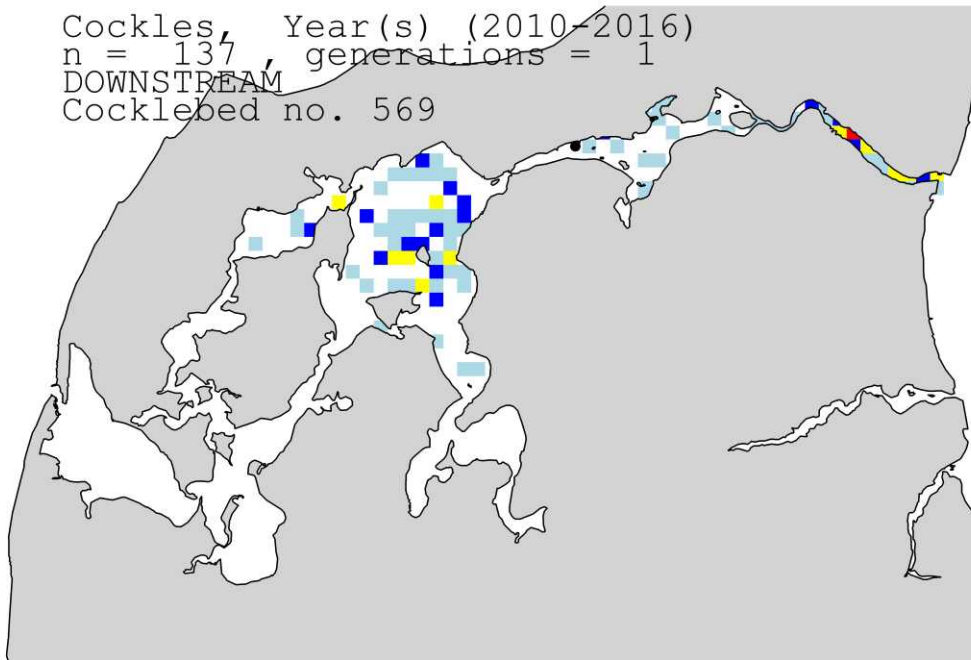 Cockles, Year(s) (2010-2016)
n = 137 , generations = 1
DOWNSTREAM
Cocklebed no. 569